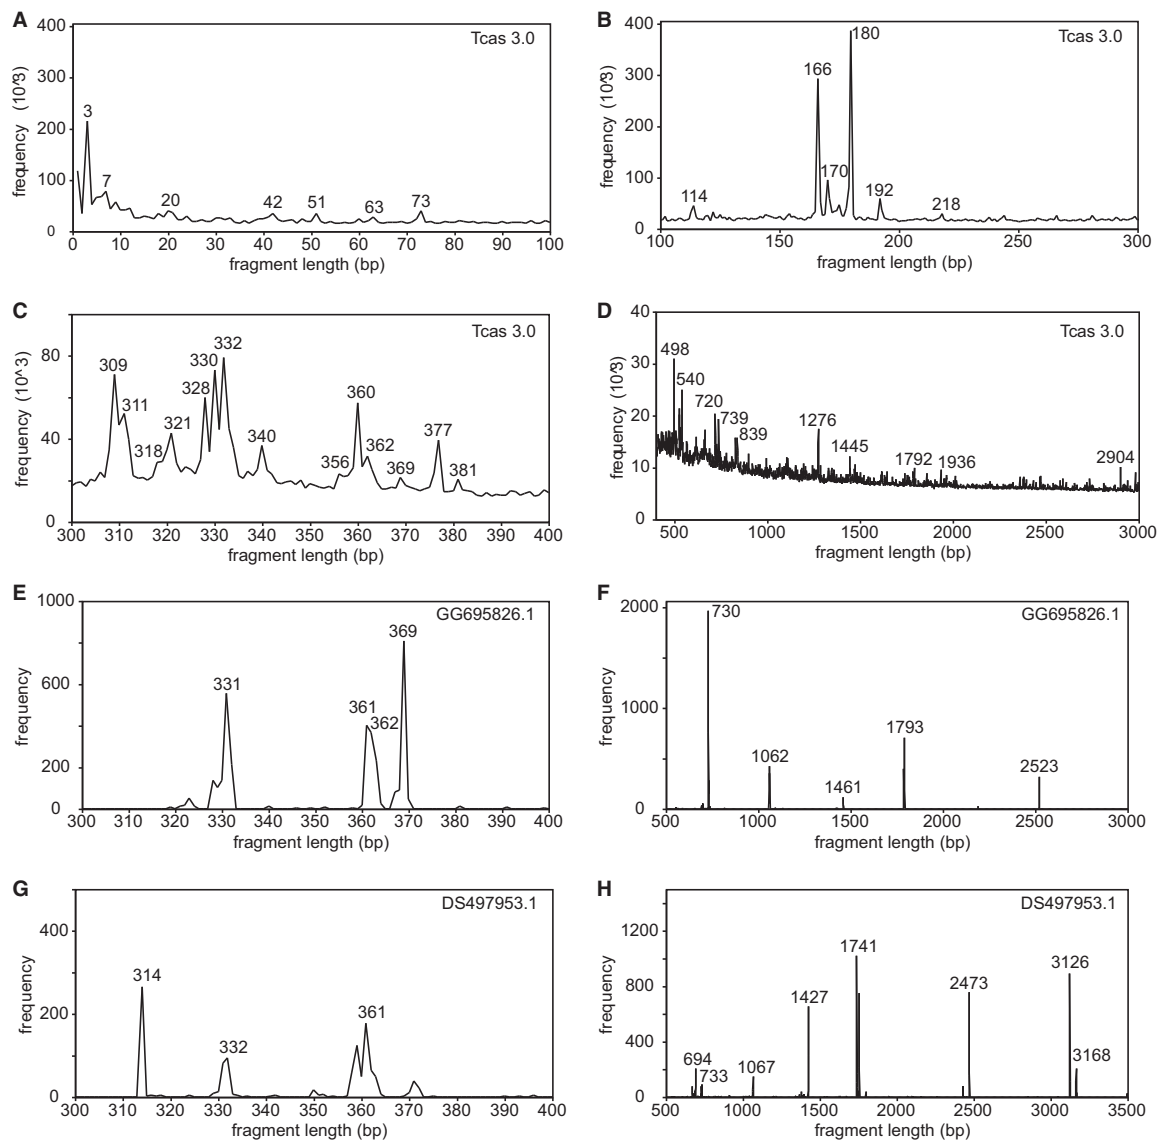 A
Tcas 3.0
frequency (10^3)
400
300
200
100
0
3
7
20
42
51
63
73
0 10 20 30 40 50 60 70 80 90 100
fragment length (bp)
B
Tcas 3.0
frequency (10^3)
400
300
200
100
0
114
166
170
180
192
218
100 150 200 250 300
fragment length (bp)
C
Tcas 3.0
frequency (10^3)
80
40
0
309
311
318
321
328
330
332
340
356
360
362
369
377
381
300 310 320 330 340 350 360 370 380 390 400
fragment length (bp)
D
Tcas 3.0
frequency (10^3)
40
30
20
10
0
498
540
720
739
839
1276
1445
1792
1936
2904
500 1000 1500 2000 2500 3000
fragment length (bp)
E
GG695826.1
frequency
1000
600
200
0
331
361
362
369
300 310 320 330 340 350 360 370 380 390 400
fragment length (bp)
F
GG695826.1
frequency
2000
1000
0
730
1062
1461
1793
2523
500 1000 1500 2000 2500 3000
fragment length (bp)
G
DS497953.1
frequency
400
200
0
314
332
361
300 310 320 330 340 350 360 370 380 390 400
fragment length (bp)
H
DS497953.1
frequency
1200
800
400
0
694
733
1067
1427
1741
2473
3126
3168
500 1000 1500 2000 2500 3000 3500
fragment length (bp)